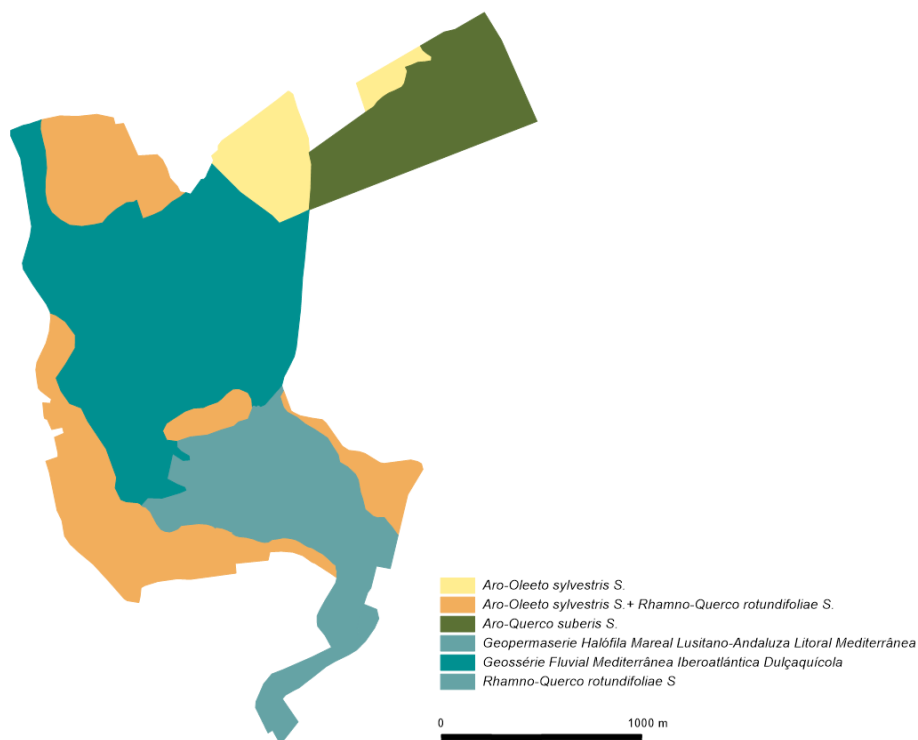 Aro-Oleeto sylvestris S.
Aro-Oleeto sylvestris S.+ Rhamno-Querco rotundifoliae S.
Aro-Querco suberis S.
Geopermaserie Halófila Mareal Lusitano-Andaluza Litoral Mediterrânea
Geossérie Fluvial Mediterrânea Iberoatlântica Dulçaquícola
Rhamno-Querco rotundifoliae S
0 1000 m